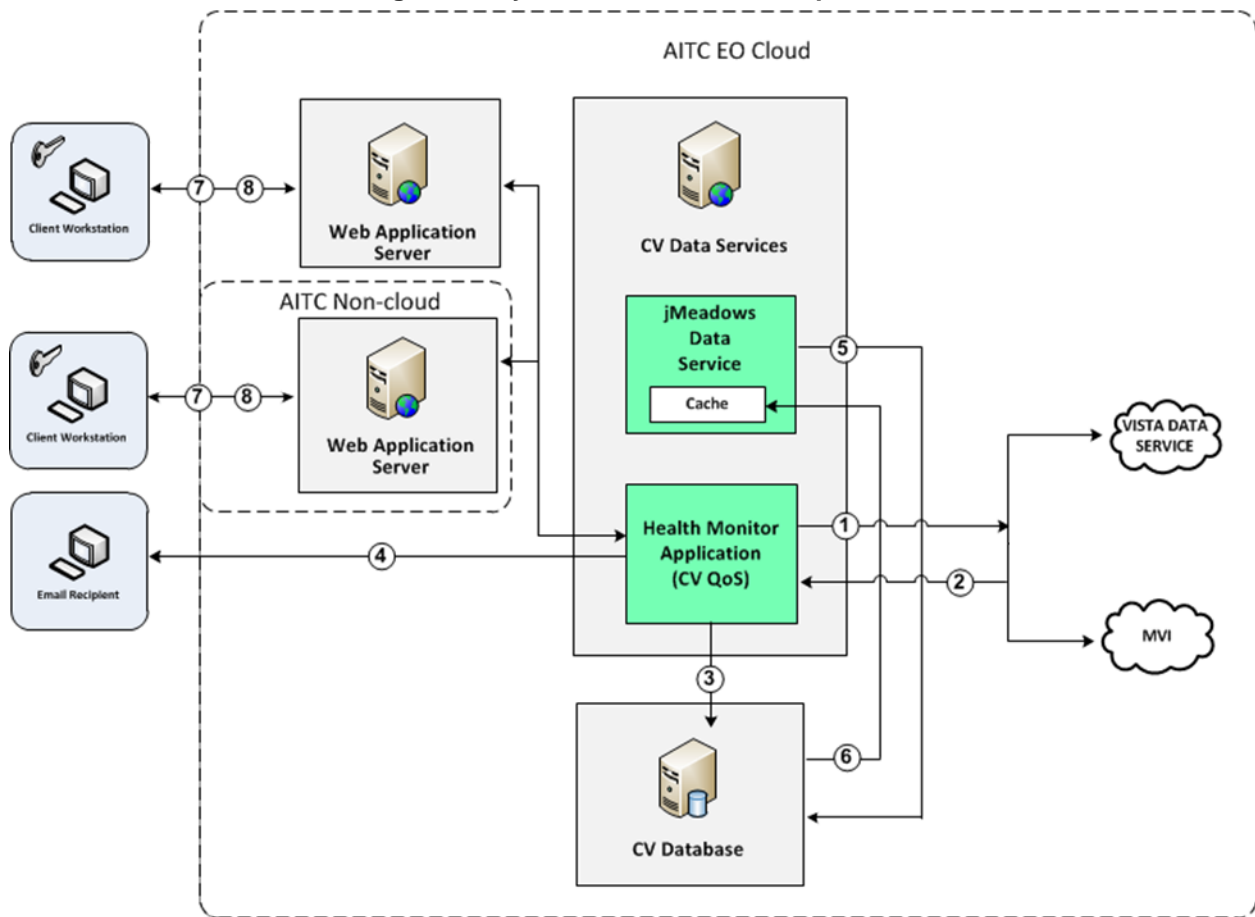 AITC EO Cloud
Client Workstation
7
8
Web Application
Server
CV Data Services
AITC Non-cloud
jMeadows
Data
Service
Cache
5
Client Workstation
7
8
Web Application
Server
VISTA DATA
SERVICE
Health Monitor
Application
(CV QoS)
1
2
4
Email Recipient
MVI
3
6
CV Database